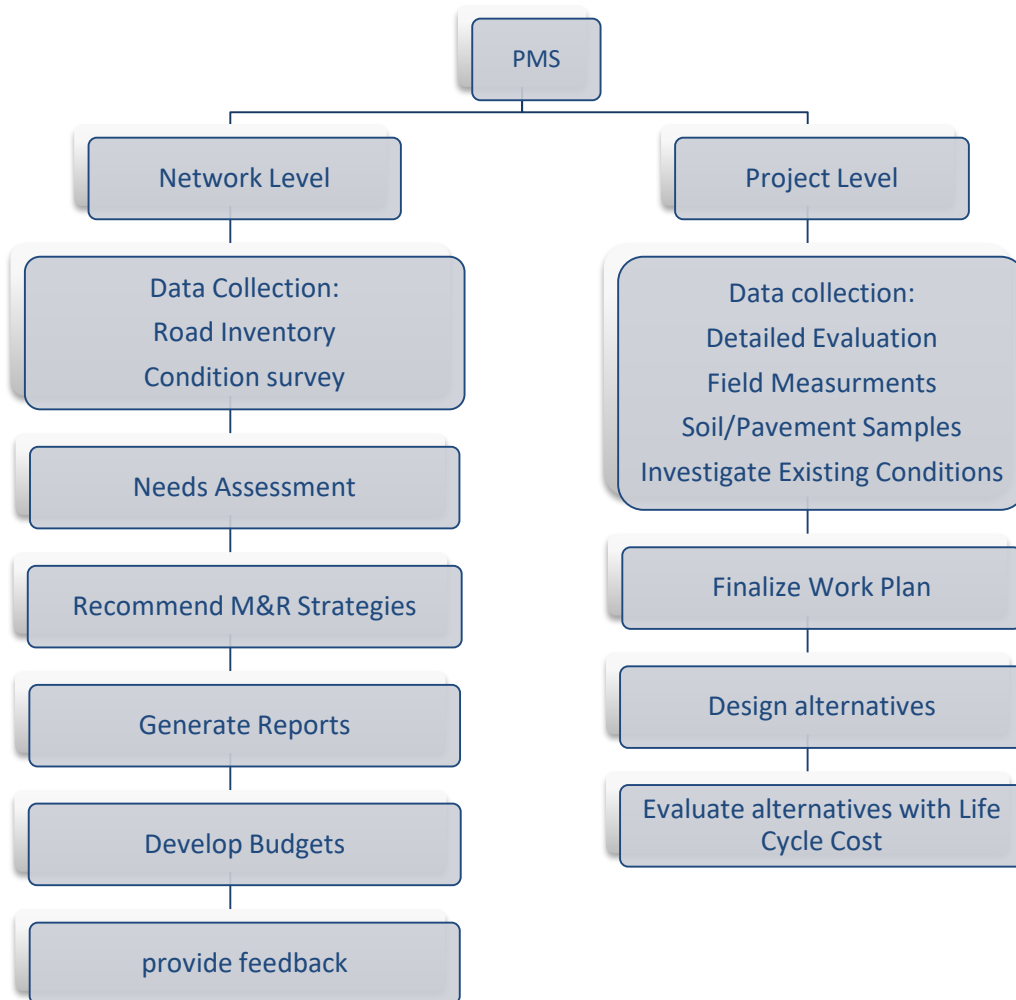 PMS
Network Level
Data Collection:
Road Inventory
Condition survey
Needs Assessment
Recommend M&R Strategies
Generate Reports
Develop Budgets
provide feedback
Project Level
Data collection:
Detailed Evaluation
Field Measurments
Soil/Pavement Samples
Investigate Existing Conditions
Finalize Work Plan
Design alternatives
Evaluate alternatives with Life
Cycle Cost